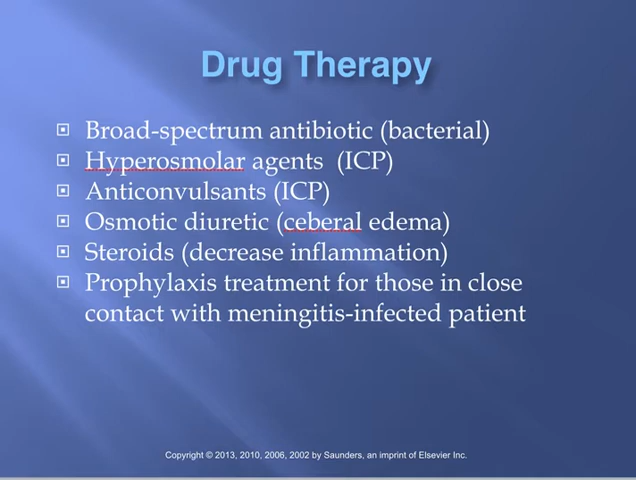 Drug Therapy
Broad-spectrum antibiotic (bacterial)
Hyperosmolar agents  (ICP)
Anticonvulsants (ICP)
Osmotic diuretic (ceberal edema)
Steroids (decrease inflammation)
Prophylaxis treatment for those in close
contact with meningitis-infected patient
Copyright © 2013, 2010, 2006, 2002 by Saunders, an imprint of Elsevier Inc.